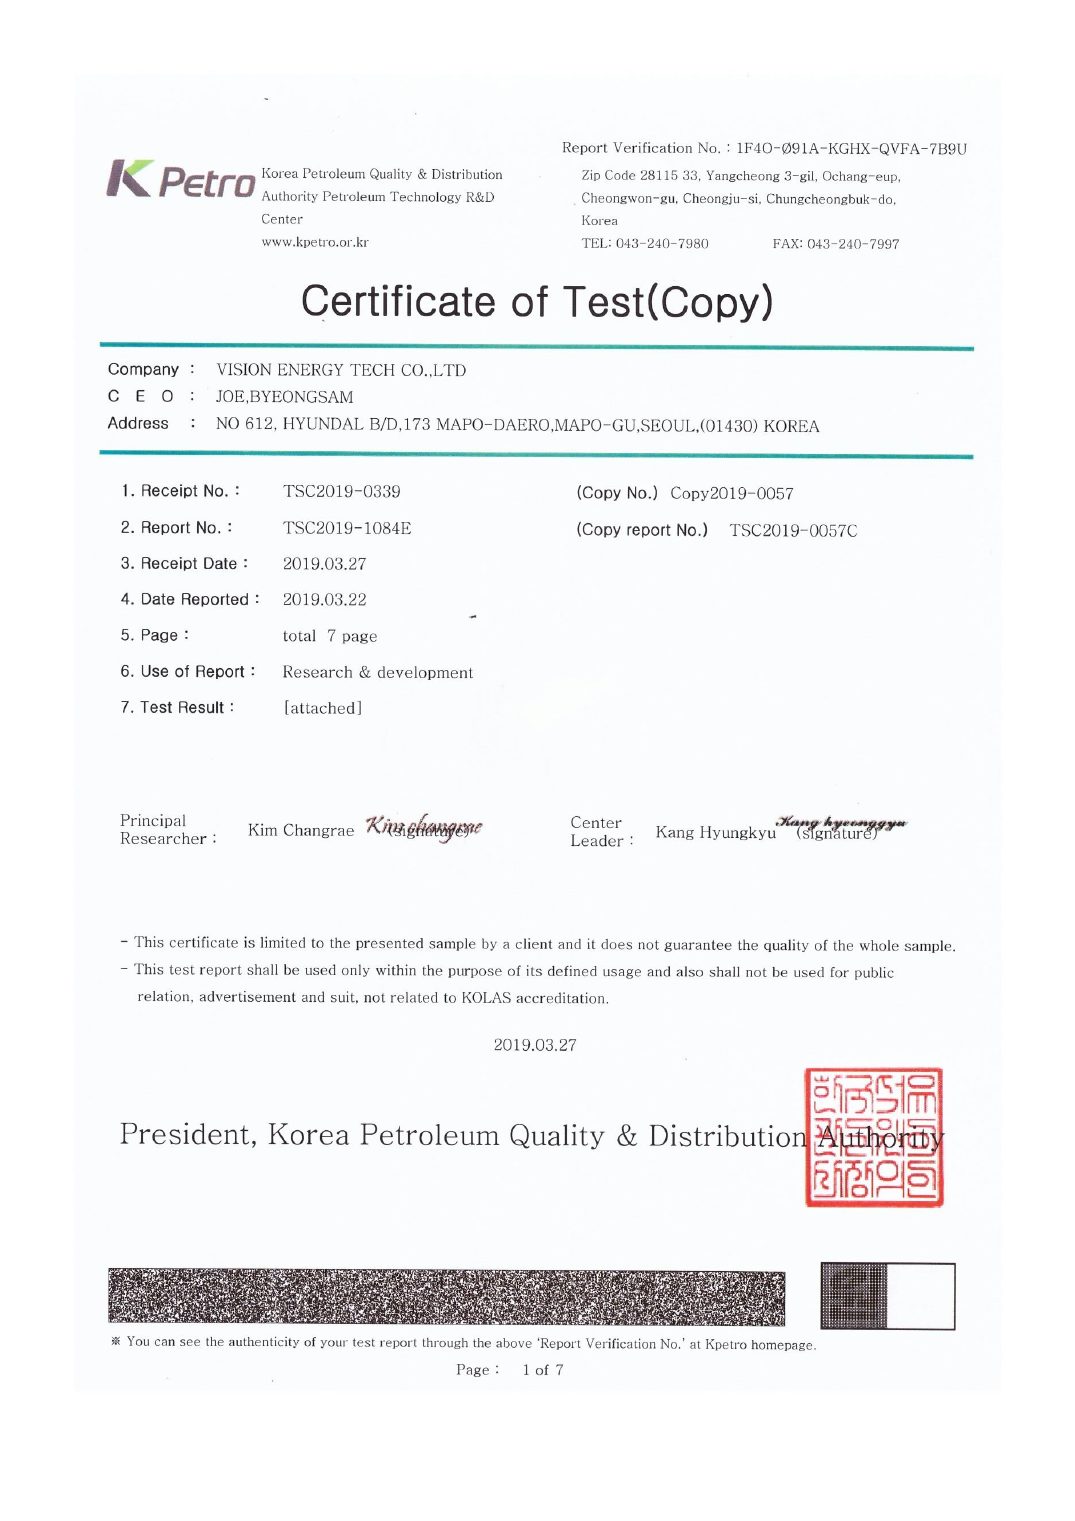 Report Verification No. : 1F4O-Ø91A-KGHX-QVFA-7B9U
K Petro
Korea Petroleum Quality & Distribution
Authority Petroleum Technology R&D
Center
www.kpetro.or.kr
Zip Code 28115 33, Yangcheong 3-gil, Ochang-eup,
Cheongwon-gu, Cheongju-si, Chungcheongbuk-do,
Korea
TEL: 043-240-7980 FAX: 043-240-7997
Certificate of Test(Copy)
Company : VISION ENERGY TECH CO.,LTD
C E O : JOE,BYEONGSAM
Address : NO 612, HYUNDAL B/D,173 MAPO-DAERO,MAPO-GU,SEOUL,(01430) KOREA
1. Receipt No. : TSC2019-0339 (Copy No.) Copy2019-0057
2. Report No. : TSC2019-1084E (Copy report No.) TSC2019-0057C
3. Receipt Date : 2019.03.27
4. Date Reported : 2019.03.22
5. Page : total 7 page
6. Use of Report : Research & development
7. Test Result : [attached]
Principal
Researcher : Kim Changrae (signature) Kim changrae
Center
Leader : Kang Hyungkyu (signature) Kang hyeonggyu
- This certificate is limited to the presented sample by a client and it does not guarantee the quality of the whole sample.
- This test report shall be used only within the purpose of its defined usage and also shall not be used for public
relation, advertisement and suit, not related to KOLAS accreditation.
2019.03.27
President, Korea Petroleum Quality & Distribution Authority
※ You can see the authenticity of your test report through the above 'Report Verification No.' at Kpetro homepage.
Page : 1 of 7